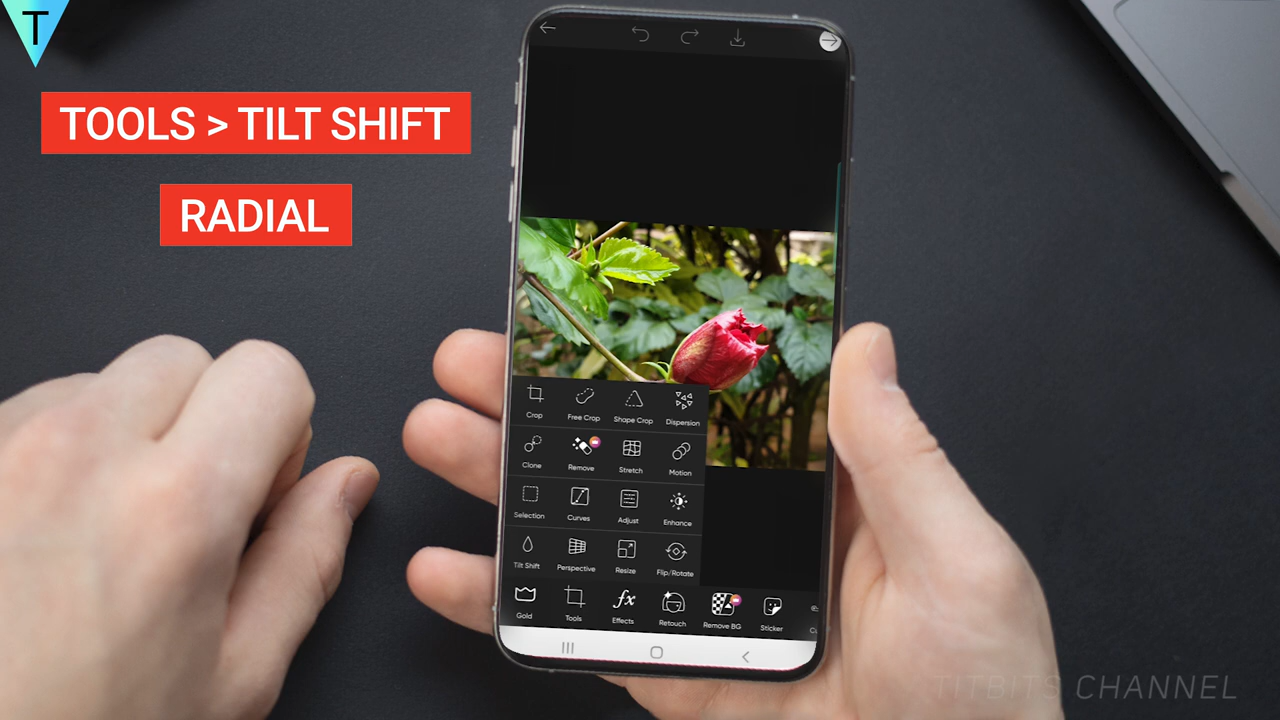 T
TOOLS > TILT SHIFT
RADIAL
Crop Free Crop Shape Crop Dispersion
Clone Remove Stretch Motion
Selection Curves Adjust Enhance
Tilt Shift Perspective Resize Flip/Rotate
Gold Tools Effects Retouch Remove BG Sticker
fx
TITBITS CHANNEL